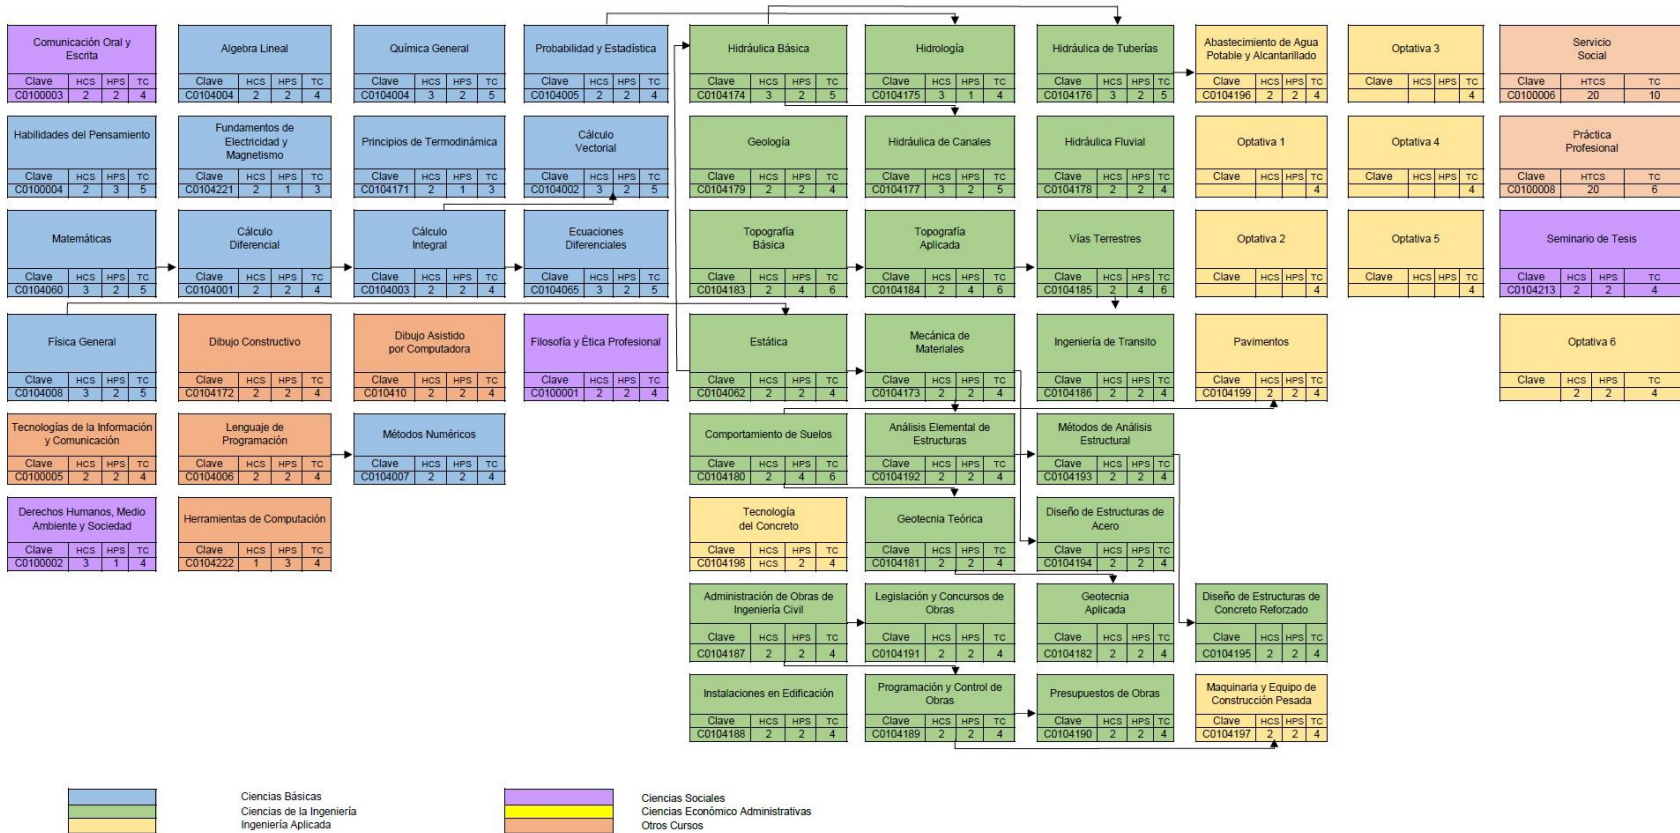 Comunicación Oral y
Escrita
Clave HCS HPS TC
C0100003 2 2 4
Algebra Lineal
Clave HCS HPS TC
C0104004 2 2 4
Química General
Clave HCS HPS TC
C0104004 3 2 5
Probabilidad y Estadística
Clave HCS HPS TC
C0104005 2 2 4
Hidráulica Básica
Clave HCS HPS TC
C0104174 3 2 5
Hidrología
Clave HCS HPS TC
C0104175 3 1 4
Hidráulica de Tuberías
Clave HCS HPS TC
C0104176 3 2 5
Abastecimiento de Agua
Potable y Alcantarillado
Clave HCS HPS TC
C0104196 2 2 4
Optativa 3
Clave HCS HPS TC
4
Servicio
Social
Clave HTCS TC
C0100006 20 10
Habilidades del Pensamiento
Clave HCS HPS TC
C0100004 2 3 5
Fundamentos de
Electricidad y
Magnetismo
Clave HCS HPS TC
C0104221 2 1 3
Principios de Termodinámica
Clave HCS HPS TC
C0104171 2 1 3
Cálculo
Vectorial
Clave HCS HPS TC
C0104002 3 2 5
Geología
Clave HCS HPS TC
C0104179 2 2 4
Hidráulica de Canales
Clave HCS HPS TC
C0104177 3 2 5
Hidráulica Fluvial
Clave HCS HPS TC
C0104178 2 2 4
Optativa 1
Clave HCS HPS TC
4
Optativa 4
Clave HCS HPS TC
4
Práctica
Profesional
Clave HTCS TC
C0100008 20 6
Matemáticas
Clave HCS HPS TC
C0104060 3 2 5
Cálculo
Diferencial
Clave HCS HPS TC
C0104001 2 2 4
Cálculo
Integral
Clave HCS HPS TC
C0104003 2 2 4
Ecuaciones
Diferenciales
Clave HCS HPS TC
C0104065 3 2 5
Topografía
Básica
Clave HCS HPS TC
C0104183 2 4 6
Topografía
Aplicada
Clave HCS HPS TC
C0104184 2 4 6
Vías Terrestres
Clave HCS HPS TC
C0104185 2 4 6
Optativa 2
Clave HCS HPS TC
4
Optativa 5
Clave HCS HPS TC
4
Seminario de Tesis
Clave HCS HPS TC
C0104213 2 2 4
Física General
Clave HCS HPS TC
C0104008 3 2 5
Dibujo Constructivo
Clave HCS HPS TC
C0104172 2 2 4
Dibujo Asistido
por Computadora
Clave HCS HPS TC
C010410 2 2 4
Filosofía y Ética Profesional
Clave HCS HPS TC
C0100001 2 2 4
Estática
Clave HCS HPS TC
C0104062 2 2 4
Mecánica de
Materiales
Clave HCS HPS TC
C0104173 2 2 4
Ingeniería de Transito
Clave HCS HPS TC
C0104186 2 2 4
Pavimentos
Clave HCS HPS TC
C0104199 2 2 4
Optativa 6
Clave HCS HPS TC
2 2 4
Tecnologías de la Información
y Comunicación
Clave HCS HPS TC
C0100005 2 2 4
Lenguaje de
Programación
Clave HCS HPS TC
C0104006 2 2 4
Métodos Numéricos
Clave HCS HPS TC
C0104007 2 2 4
Comportamiento de Suelos
Clave HCS HPS TC
C0104180 2 4 6
Análisis Elemental de
Estructuras
Clave HCS HPS TC
C0104192 2 2 4
Métodos de Análisis
Estructural
Clave HCS HPS TC
C0104193 2 2 4
Derechos Humanos, Medio
Ambiente y Sociedad
Clave HCS HPS TC
C0100002 3 1 4
Herramientas de Computación
Clave HCS HPS TC
C0104222 1 3 4
Tecnología
del Concreto
Clave HCS HPS TC
C0104198 HCS 2 4
Geotecnia Teórica
Clave HCS HPS TC
C0104181 2 2 4
Diseño de Estructuras de
Acero
Clave HCS HPS TC
C0104194 2 2 4
Administración de Obras de
Ingeniería Civil
Clave HCS HPS TC
C0104187 2 2 4
Legislación y Concursos de
Obras
Clave HCS HPS TC
C0104191 2 2 4
Geotecnia
Aplicada
Clave HCS HPS TC
C0104182 2 2 4
Diseño de Estructuras de
Concreto Reforzado
Clave HCS HPS TC
C0104195 2 2 4
Instalaciones en Edificación
Clave HCS HPS TC
C0104188 2 2 4
Programación y Control de
Obras
Clave HCS HPS TC
C0104189 2 2 4
Presupuestos de Obras
Clave HCS HPS TC
C0104190 2 2 4
Maquinaria y Equipo de
Construcción Pesada
Clave HCS HPS TC
C0104197 2 2 4
Ciencias Básicas
Ciencias de la Ingeniería
Ingeniería Aplicada
Ciencias Sociales
Ciencias Económico Administrativas
Otros Cursos